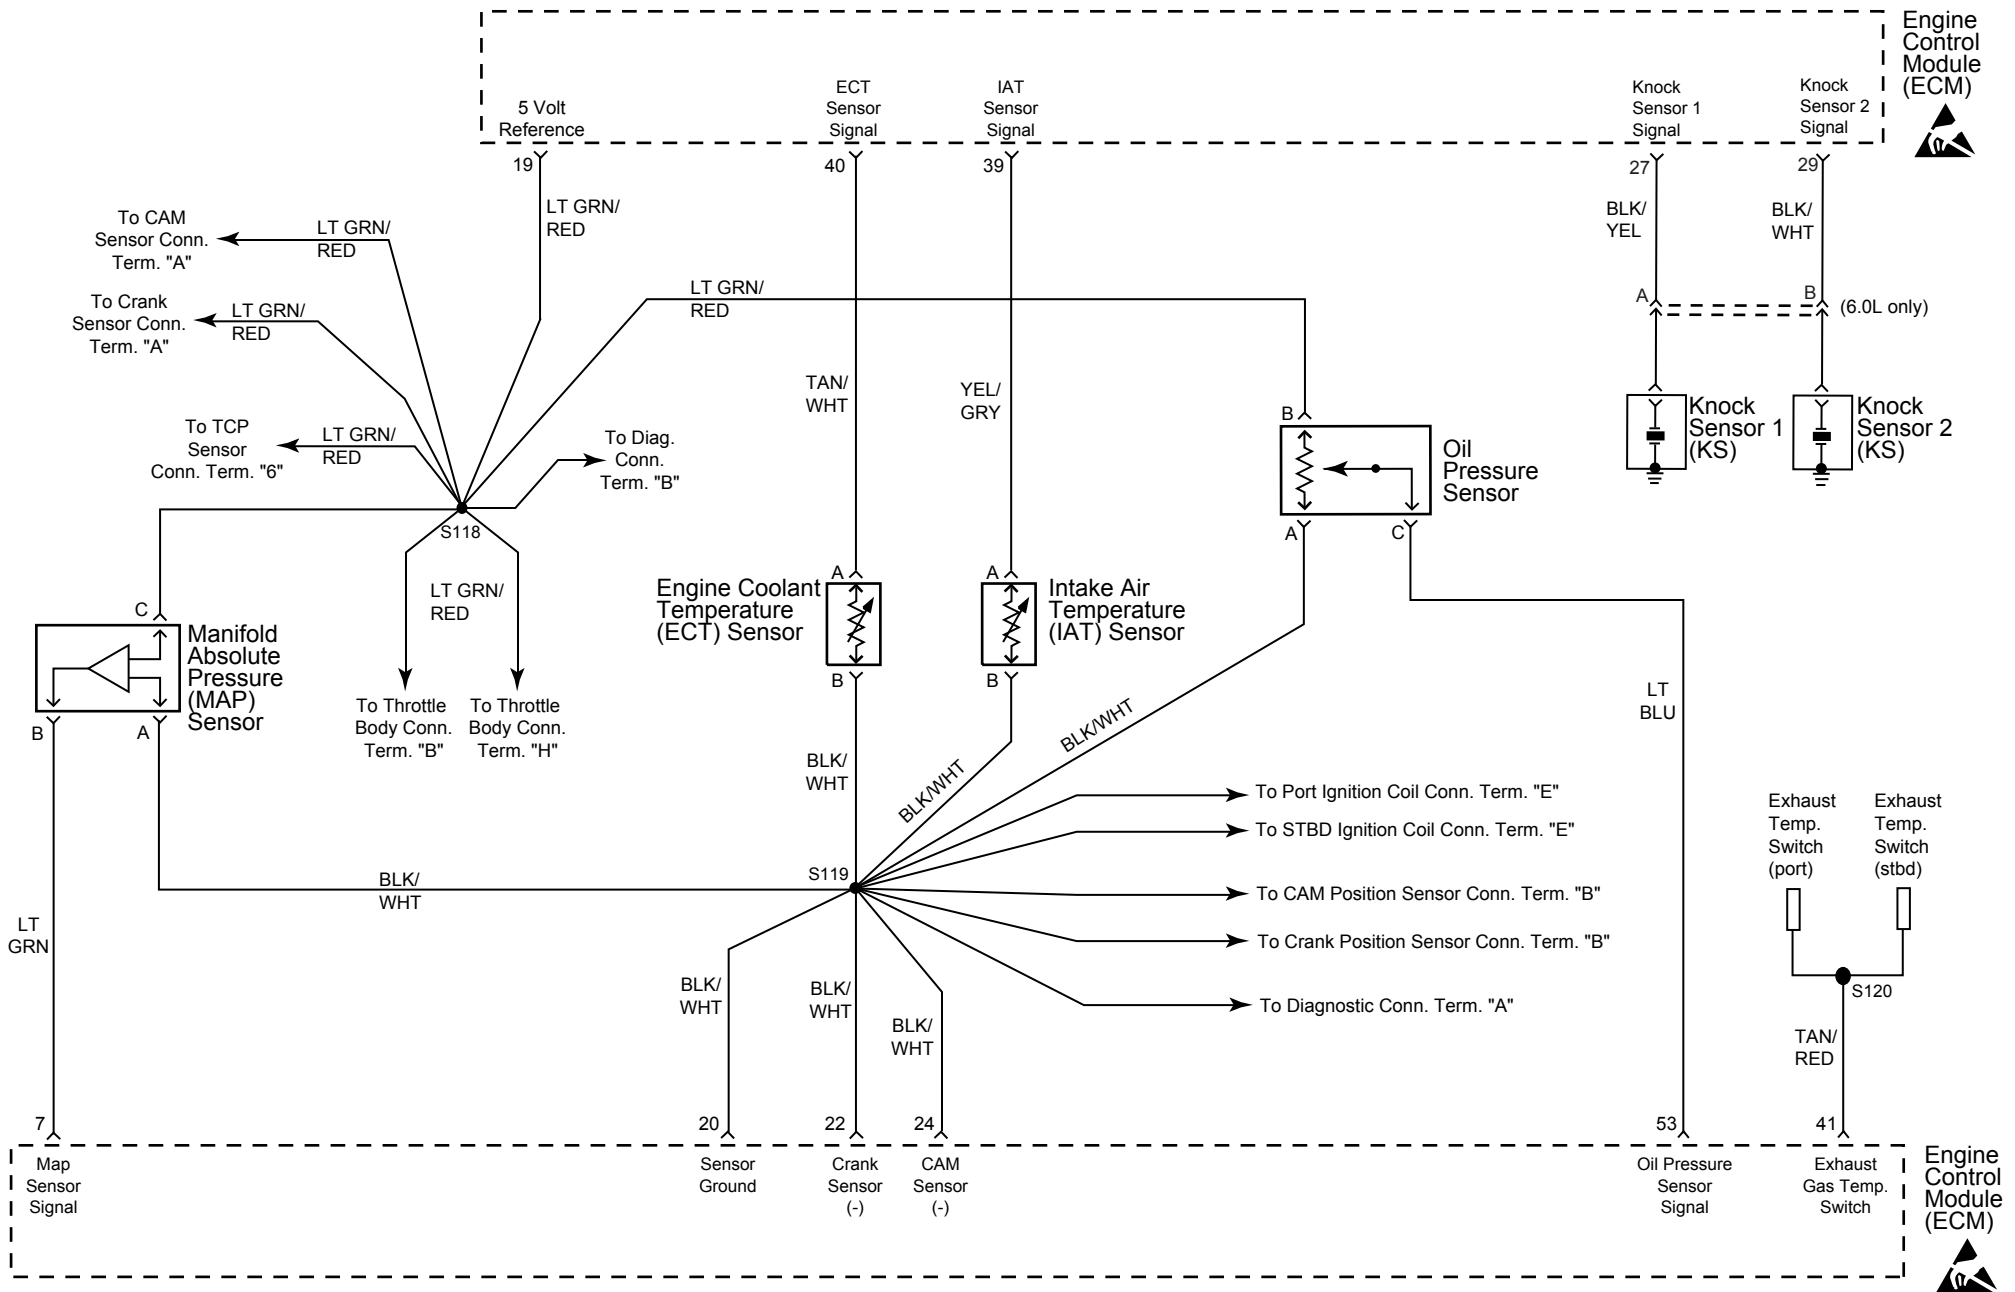 Engine
Control
Module
(ECM)
5 Volt
Reference
ECT
Sensor
Signal
IAT
Sensor
Signal
Knock
Sensor 1
Signal
Knock
Sensor 2
Signal
19
40
39
27
29
LT GRN/
RED
BLK/
YEL
BLK/
WHT
To CAM
Sensor Conn.
Term. "A"
LT GRN/
RED
To Crank
Sensor Conn.
Term. "A"
LT GRN/
RED
LT GRN/
RED
A
B
(6.0L only)
TAN/
WHT
YEL/
GRY
To TCP
Sensor
Conn. Term. "6"
LT GRN/
RED
To Diag.
Conn.
Term. "B"
S118
B
Oil
Pressure
Sensor
A
C
Knock
Sensor 1
(KS)
Knock
Sensor 2
(KS)
LT GRN/
RED
C
Manifold
Absolute
Pressure
(MAP)
Sensor
B
A
To Throttle
Body Conn.
Term. "B"
To Throttle
Body Conn.
Term. "H"
Engine Coolant
Temperature
(ECT) Sensor
A
B
A
B
Intake Air
Temperature
(IAT) Sensor
BLK/
WHT
BLK/WHT
BLK/WHT
LT
BLU
To Port Ignition Coil Conn. Term. "E"
To STBD Ignition Coil Conn. Term. "E"
To CAM Position Sensor Conn. Term. "B"
To Crank Position Sensor Conn. Term. "B"
To Diagnostic Conn. Term. "A"
Exhaust
Temp.
Switch
(port)
Exhaust
Temp.
Switch
(stbd)
S119
BLK/
WHT
LT
GRN
BLK/
WHT
BLK/
WHT
BLK/
WHT
S120
TAN/
RED
7
20
22
24
53
41
Map
Sensor
Signal
Sensor
Ground
Crank
Sensor
(-)
CAM
Sensor
(-)
Oil Pressure
Sensor
Signal
Exhaust
Gas Temp.
Switch
Engine
Control
Module
(ECM)